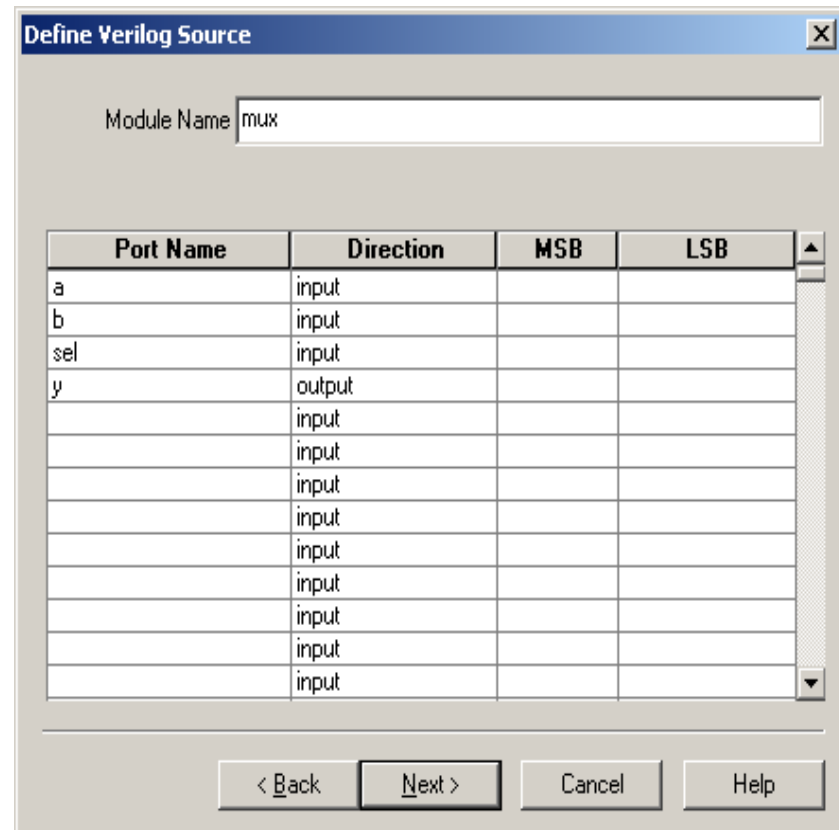 Define Verilog Source
Module Name mux
Port Name Direction MSB LSB
a input
b input
sel input
y output
input
input
input
input
input
input
input
input
input
< Back Next > Cancel Help